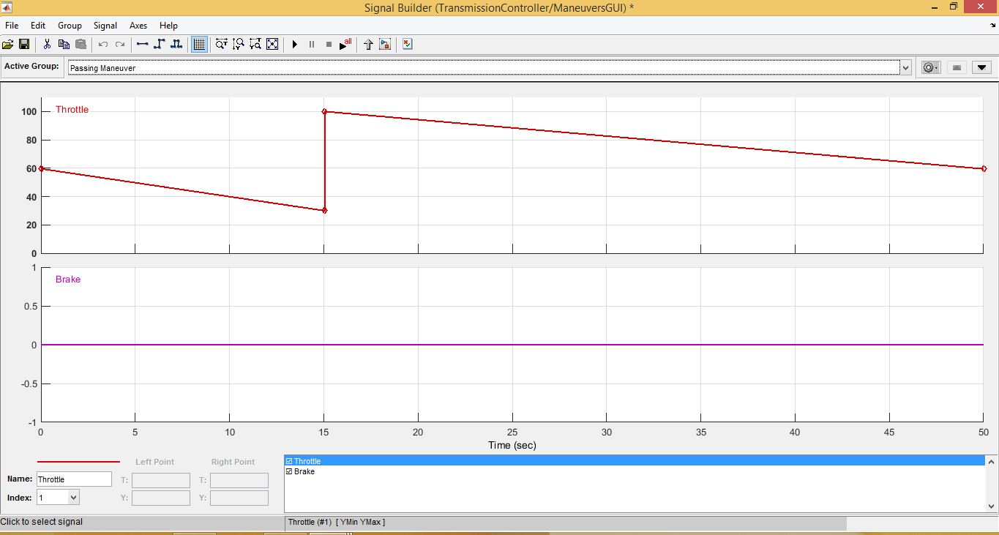 Signal Builder (TransmissionController/ManeuversGUI) *
File Edit Group Signal Axes Help
all
Active Group: Passing Maneuver
Throttle
100
80
60
40
20
0
Brake
1
0.5
0
-0.5
-1
0 5 10 15 20 25 30 35 40 45 50
Time (sec)
Left Point Right Point
Name: Throttle T: T:
Index: 1 Y: Y:
Throttle
Brake
Click to select signal
Throttle (#1) [ YMin YMax ]